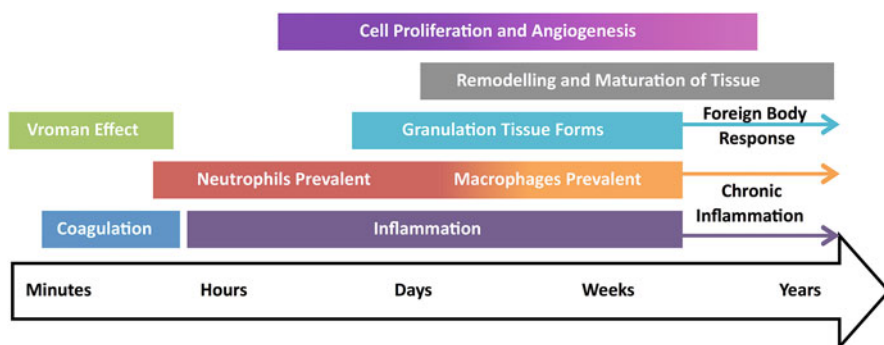 Cell Proliferation and Angiogenesis
Remodelling and Maturation of Tissue
Vroman Effect
Granulation Tissue Forms
Foreign Body
Response
Neutrophils Prevalent
Macrophages Prevalent
Chronic
Inflammation
Coagulation
Inflammation
Minutes
Hours
Days
Weeks
Years